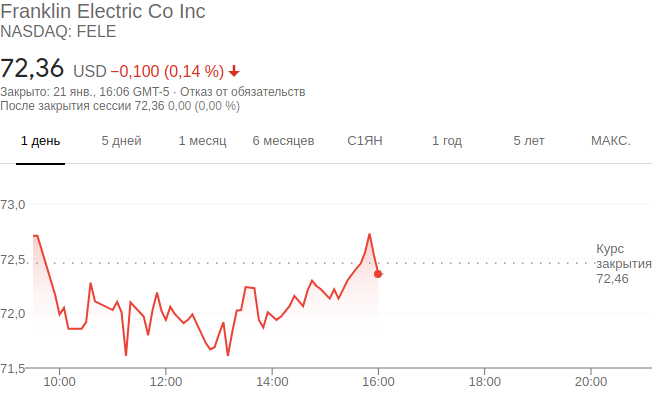 Franklin Electric Co Inc
NASDAQ: FELE
72,36 USD −0,100 (0,14 %)
Закрыто: 21 янв., 16:06 GMT-5 · Отказ от обязательств
После закрытия сессии 72,36 0,00 (0,00 %)
1 день 5 дней 1 месяц 6 месяцев С1ЯН 1 год 5 лет МАКС.
73,0
72,5
72,0
71,5
Курс
закрытия
72,46
10:00 12:00 14:00 16:00 18:00 20:00